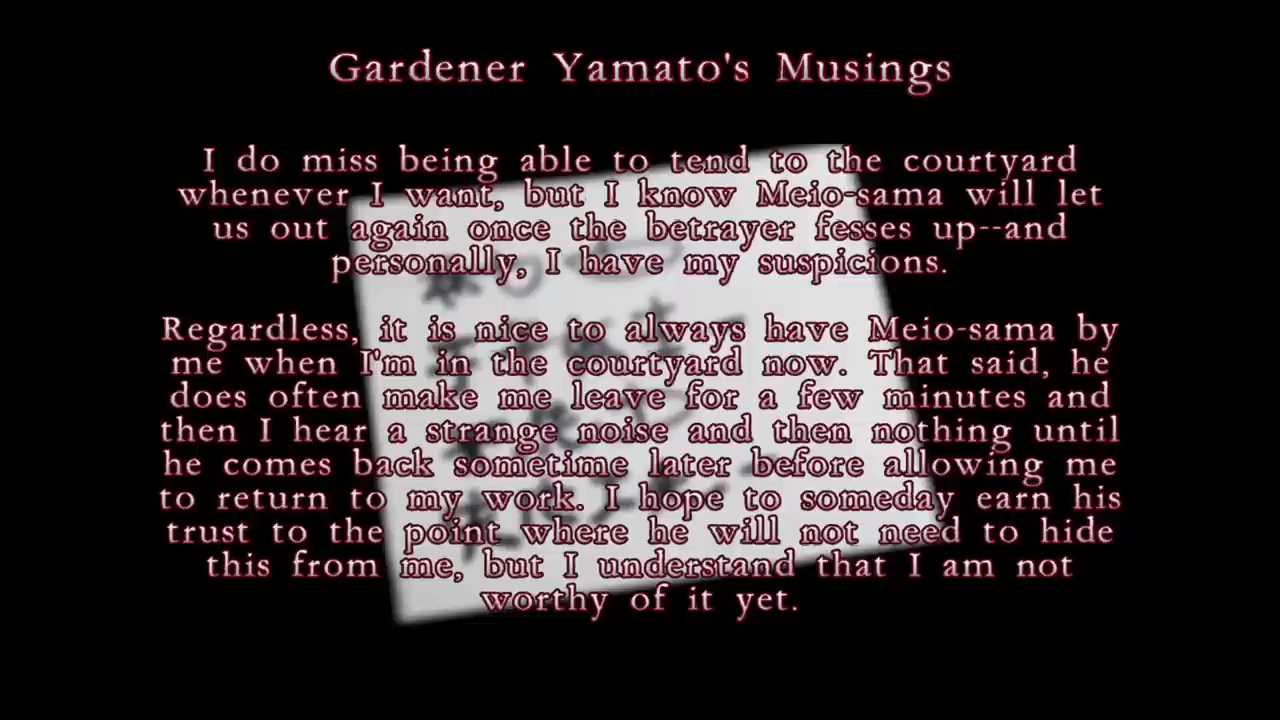 Gardener Yamato's Musings
I do miss being able to tend to the courtyard
whenever I want, but I know Meio-sama will let
us out again once the betrayer fesses up--and
personally, I have my suspicions.
Regardless, it is nice to always have Meio-sama by
me when I'm in the courtyard now. That said, he
does often make me leave for a few minutes and
then I hear a strange noise and then nothing until
he comes back sometime later before allowing me
to return to my work. I hope to someday earn his
trust to the point where he will not need to hide
this from me, but I understand that I am not
worthy of it yet.